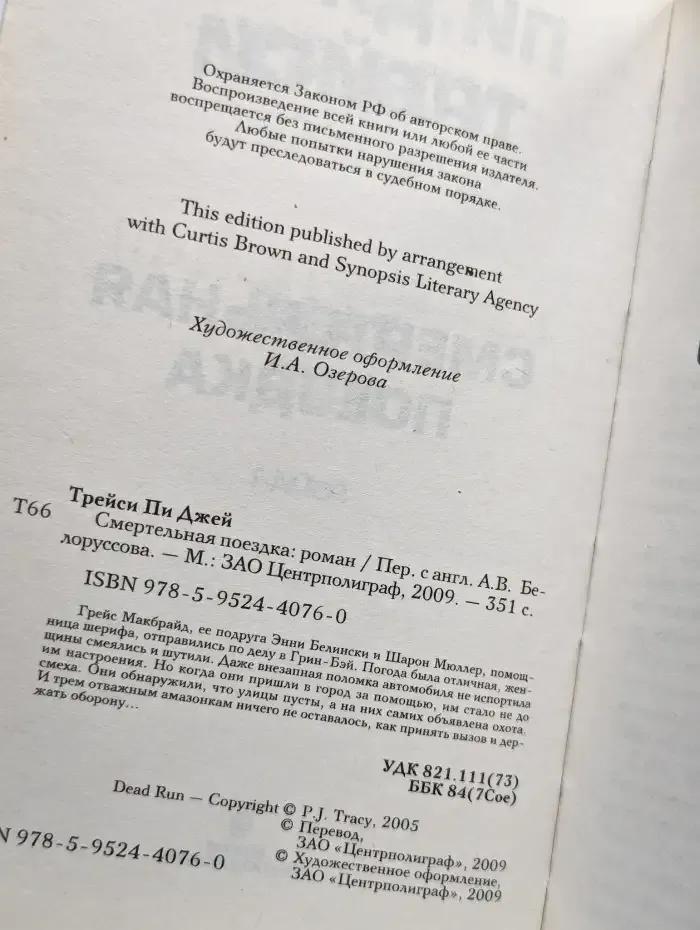 Охраняется Законом РФ об авторском праве.
Воспроизведение всей книги или любой ее части
воспрещается без письменного разрешения издателя.
Любые попытки нарушения закона
будут преследоваться в судебном порядке.
This edition published by arrangement
with Curtis Brown and Synopsis Literary Agency
Художественное оформление
И.А. Озерова
Трейси Пи Джей
Т66 Смертельная поездка: роман / Пер. с англ. А.В. Бе-
лоруссова. — М.: ЗАО Центрполиграф, 2009. — 351 с.
ISBN 978-5-9524-4076-0
Грейс Макбрайд, ее подруга Энни Белински и Шарон Мюллер, помощ-
ница шерифа, отправились по делу в Грин-Бэй. Погода была отличная, жен-
щины смеялись и шутили. Даже внезапная поломка автомобиля не испортила
им настроения. Но когда они пришли в город за помощью, им стало не до
смеха. Они обнаружили, что улицы пусты, а на них самих объявлена охота.
И трем отважным амазонкам ничего не оставалось, как принять вызов и дер-
жать оборону...
УДК 821.111(73)
ББК 84(7Сое)
Dead Run — Copyright © P.J. Tracy, 2005
© Перевод,
ЗАО «Центрполиграф», 2009
© Художественное оформление,
ЗАО «Центрполиграф», 2009
N 978-5-9524-4076-0